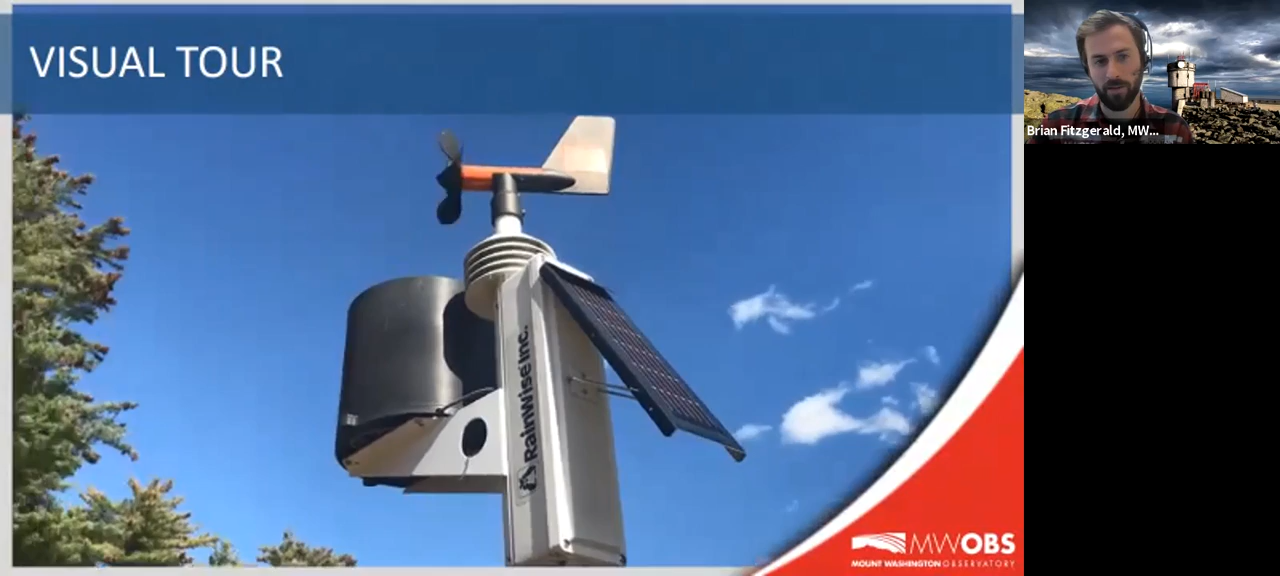 VISUAL TOUR
Brian Fitzgerald, MW...
RainWise Inc.
MWOBS
MOUNT WASHINGTON OBSERVATORY